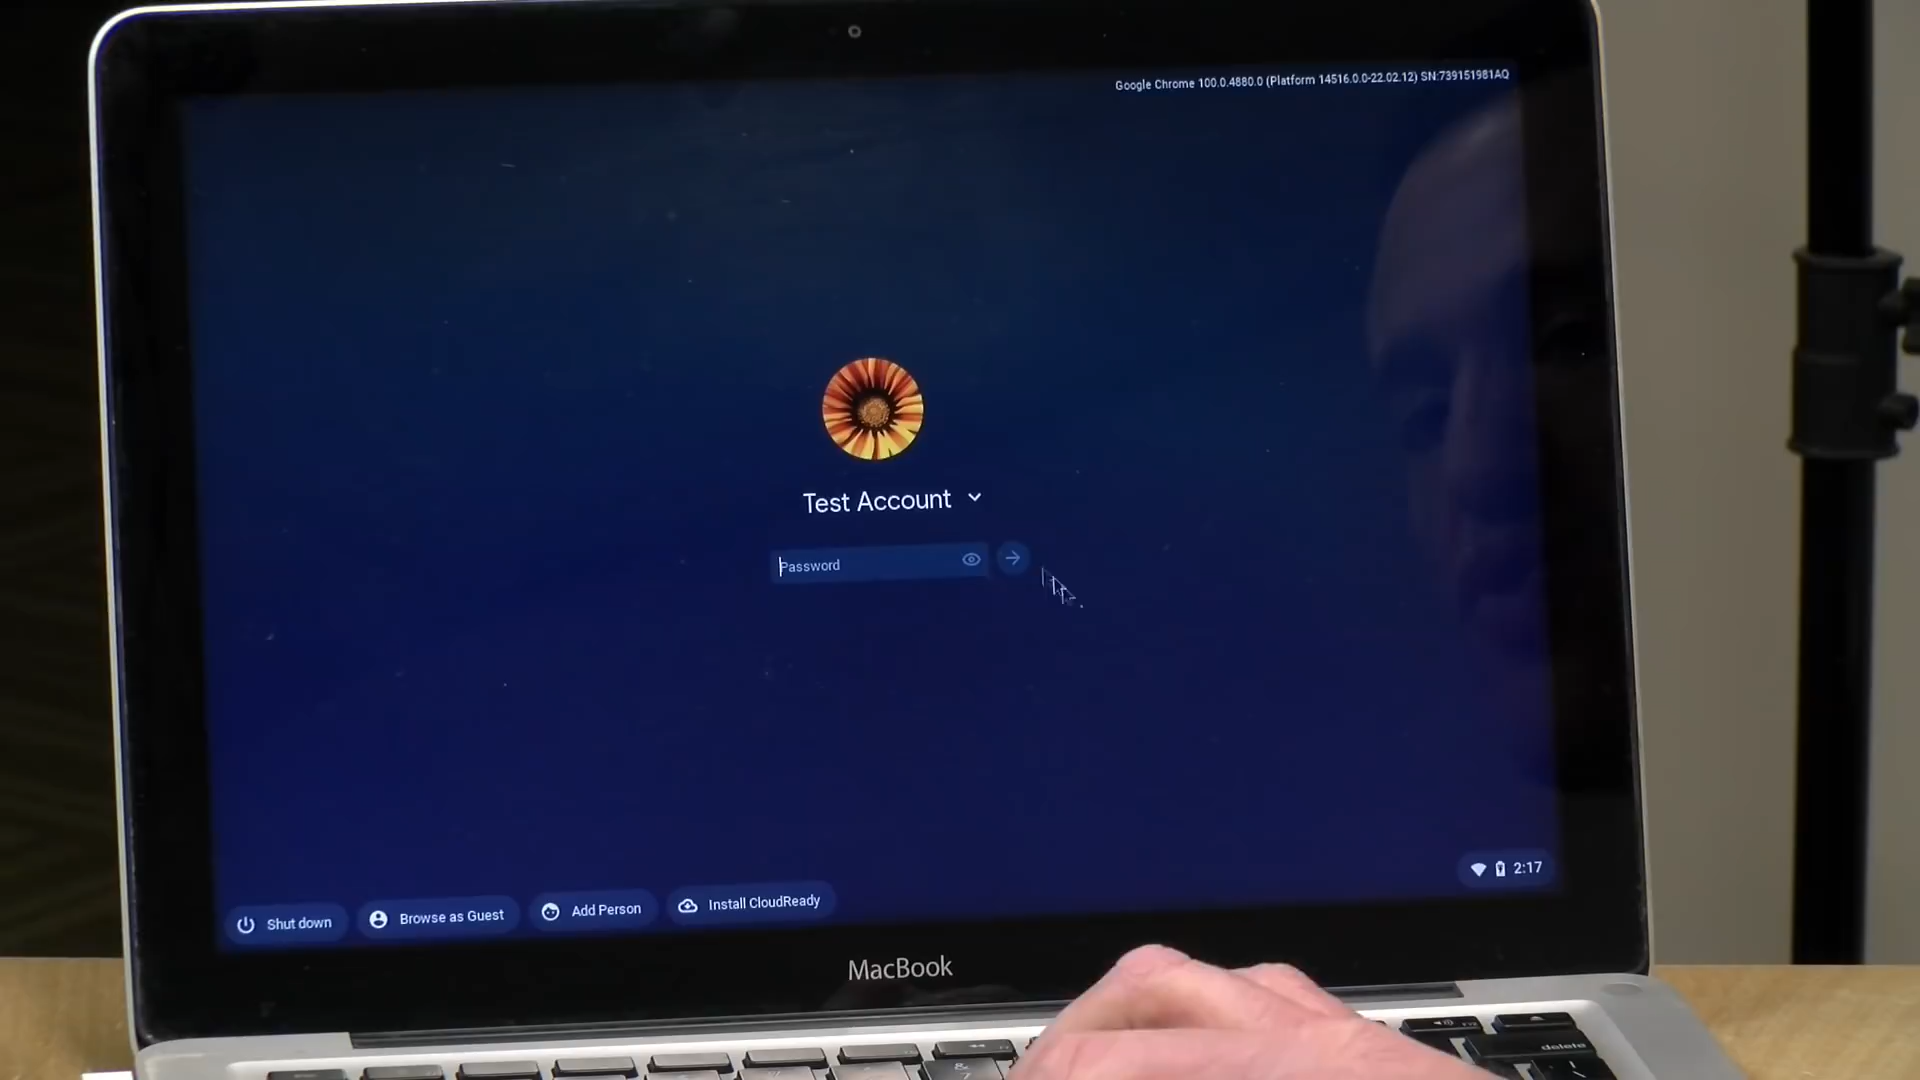 Google Chrome 100.0.4880.0 (Platform 14516.0.0-22.02.12) SN:739151981AQ
Test Account
Password
2:17
Shut down
Browse as Guest
Add Person
Install CloudReady
MacBook
delete
&
7